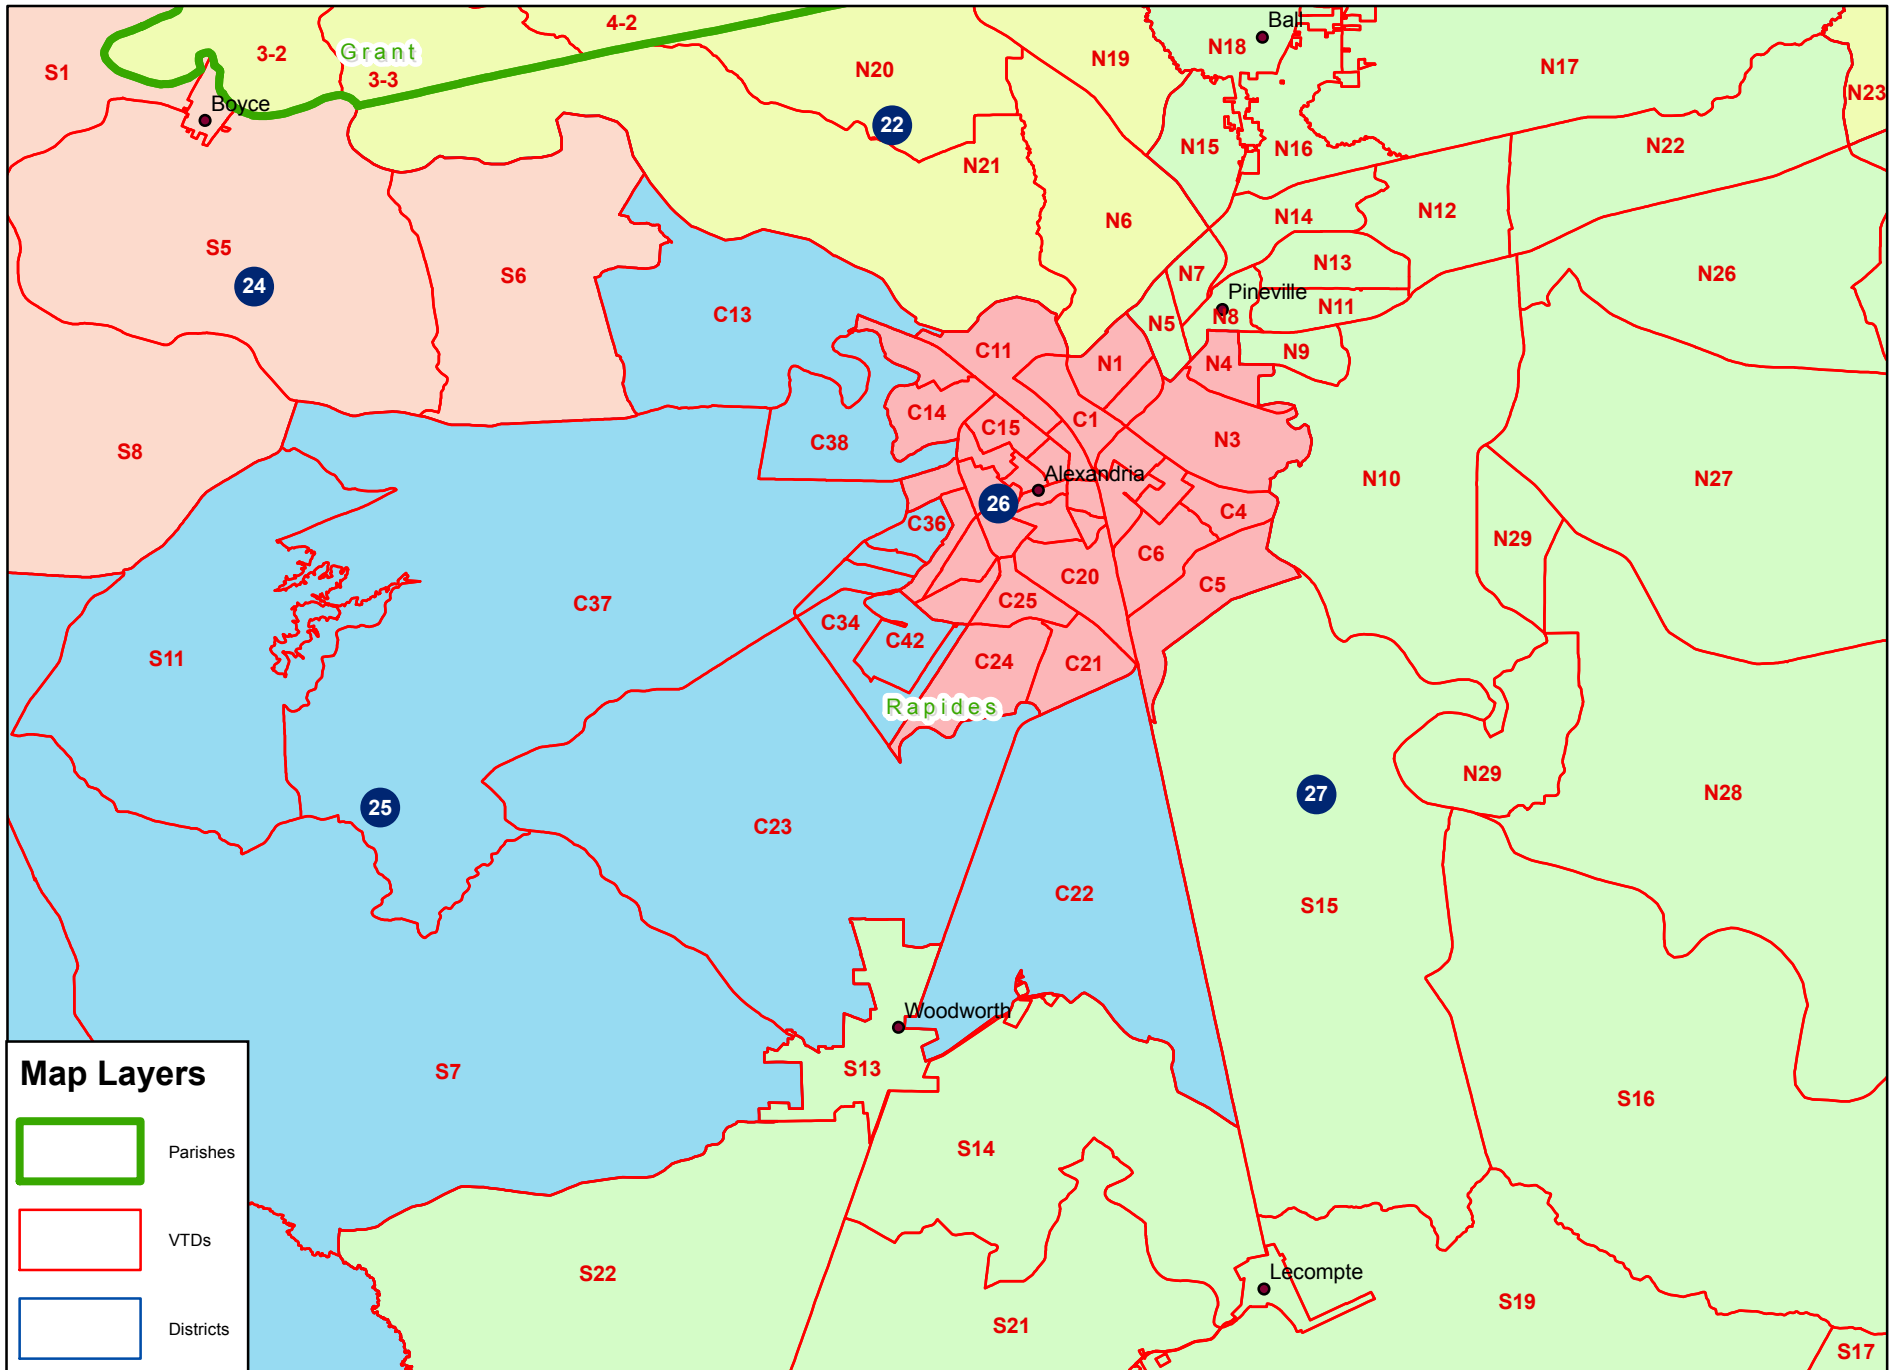 4-2
Ball
3-2
Grant
N18
S1
3-3
N20
N19
N17
N23
Boyce
22
N15
N16
N22
N21
N12
N14
N6
S5
S6
N7
N13
N26
24
Pineville
N11
C13
N5
N8
C11
N1
N4
N9
C14
C1
C15
C38
N3
S8
Alexandria
N10
N27
26
C4
C36
N29
C6
C20
C5
C37
C25
C34
C42
S11
C24
C21
Rapides
N29
25
27
N28
C23
C22
S15
Woodworth
S13
Map Layers
S7
S16
Parishes
S14
VTDs
S22
Lecompte
S19
Districts
S21
S17